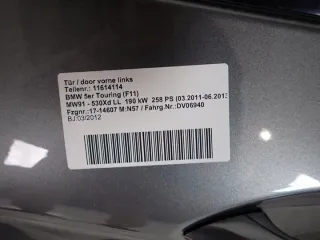 Tür / door vorne links
Teilenr.: 11614114
BMW 5er Touring (F11)
MW91 - 530Xd LL 190 kW 258 PS (03.2011-06.2013
Fzgnr.:17-14607 M:N57 / Fahrg.Nr.:DV06940
BJ:03/2012